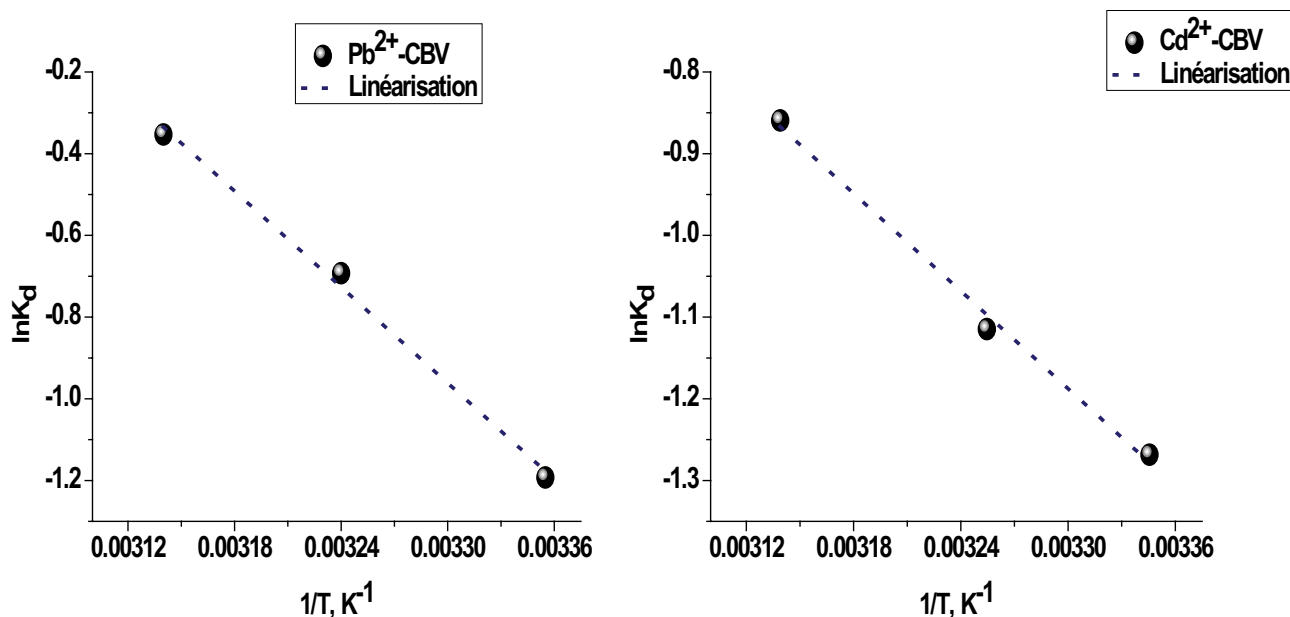 Pb2+-CBV
Linéarisation
-0.2
-0.4
-0.6
-0.8
-1.0
-1.2
lnKd
0.00312 0.00318 0.00324 0.00330 0.00336
1/T, K-1
Cd2+-CBV
Linéarisation
-0.8
-0.9
-1.0
-1.1
-1.2
-1.3
lnKd
0.00312 0.00318 0.00324 0.00330 0.00336
1/T, K-1